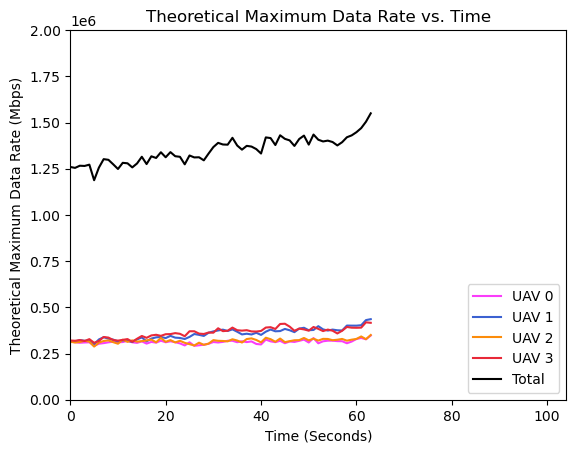 Theoretical Maximum Data Rate vs. Time
1e6
2.00
1.75
1.50
1.25
1.00
0.75
0.50
0.25
0.00
Theoretical Maximum Data Rate (Mbps)
0 20 40 60 80 100
Time (Seconds)
UAV 0
UAV 1
UAV 2
UAV 3
Total